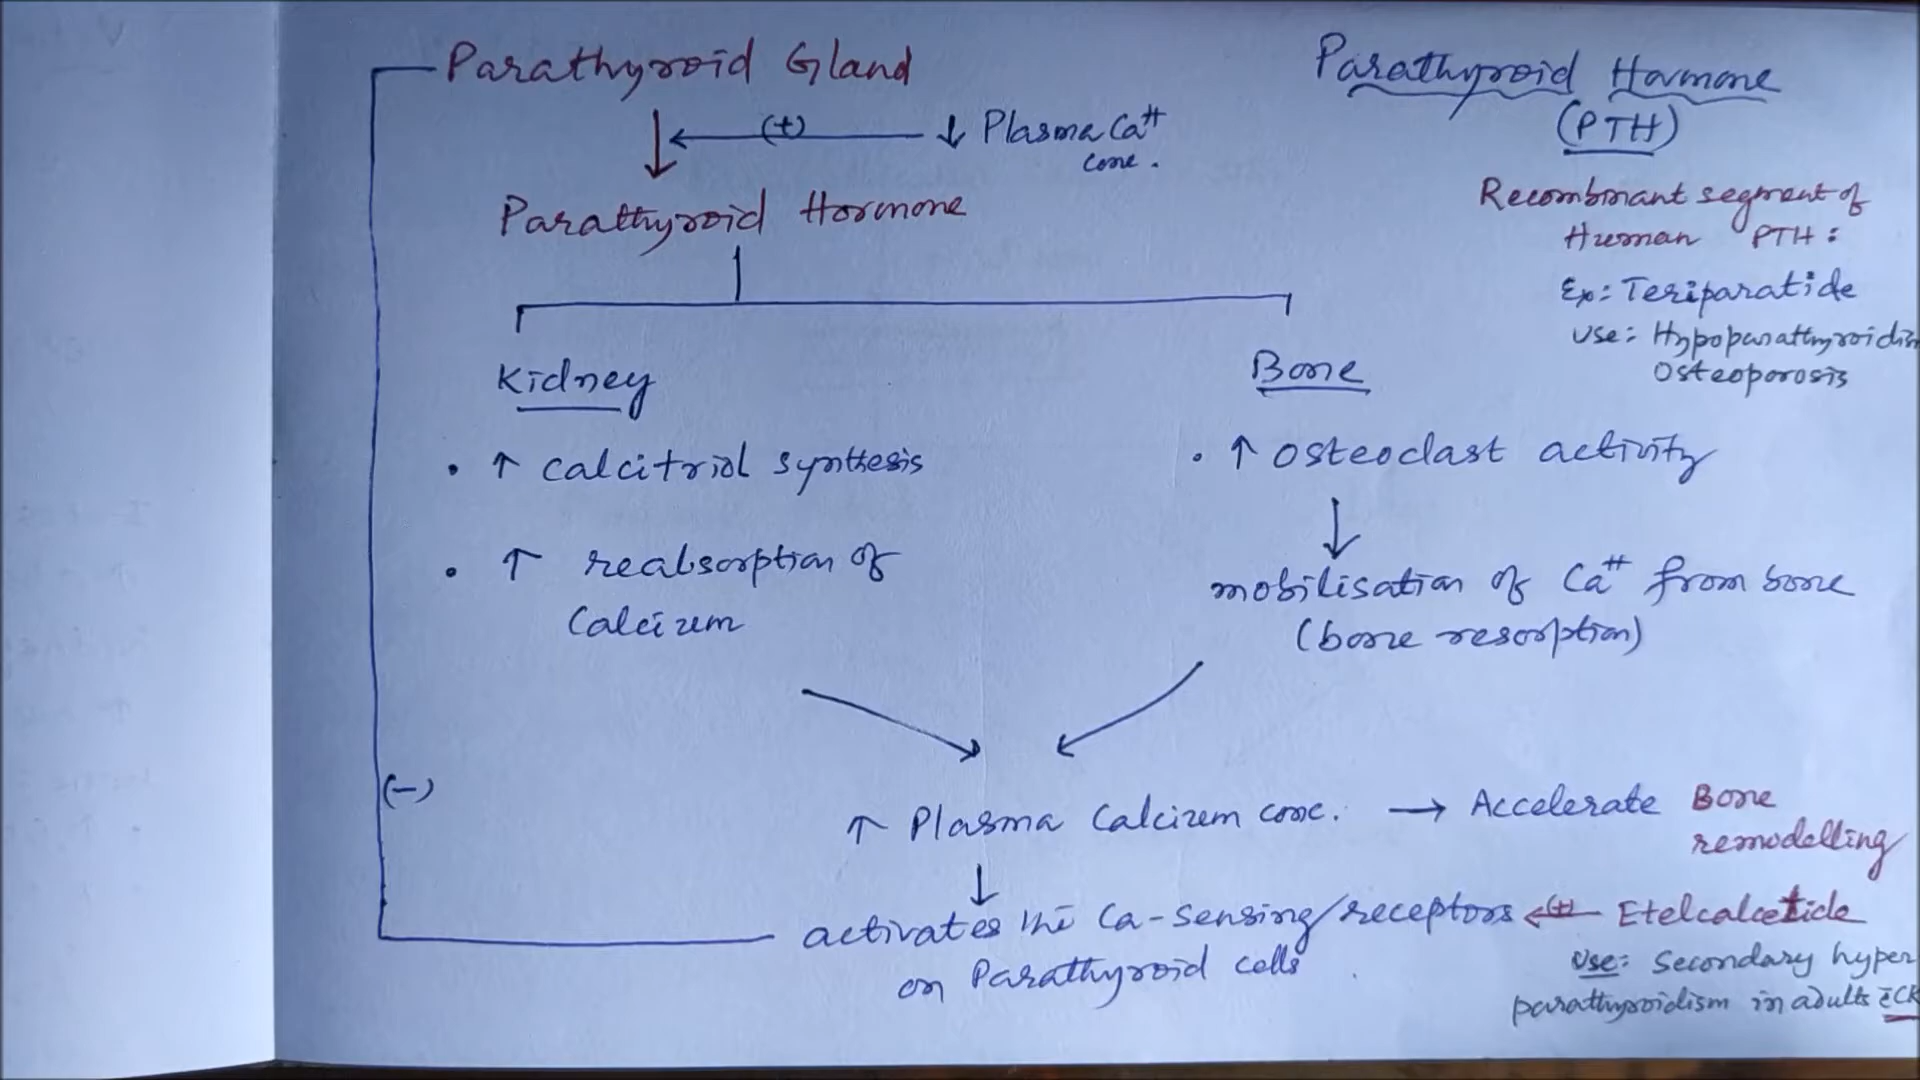 Parathyroid Gland
(+)
↓ Plasma Ca++
conc.
Parathyroid Hormone
Kidney
• ↑ calcitriol synthesis
• ↑ reabsorption of
Calcium
Bone
• ↑ osteoclast activity
↓
mobilisation of Ca++ from bone
(bone resorption)
↑ Plasma Calcium conc. → Accelerate Bone
remodelling
↓
activates the Ca-sensing/receptors ←(+) Etelcalcetide
on Parathyroid cells
(-)
Use: Secondary hyper
parathyroidism in adults c̄ CK
Parathyroid Hormone
(PTH)
Recombinant segment of
Human PTH:
Ex: Teriparatide
Use: Hypoparathyroidism
Osteoporosis